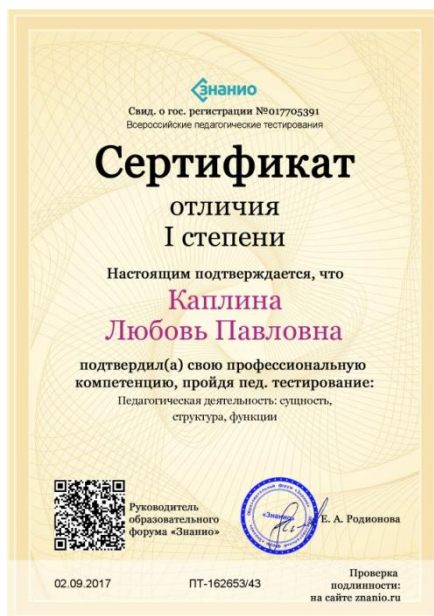 знанио
Свид. о гос. регистрации №017705391
Всероссийские педагогические тестирования
Сертификат
отличия
I степени
Настоящим подтверждается, что
Каплина
Любовь Павловна
подтвердил(а) свою профессиональную
компетенцию, пройдя пед. тестирование:
Педагогическая деятельность: сущность,
структура, функции
Руководитель
образовательного
форума «Знанио»
«Знанио»
Е. А. Родионова
02.09.2017
ПТ-162653/43
Проверка
подлинности:
на сайте znanio.ru